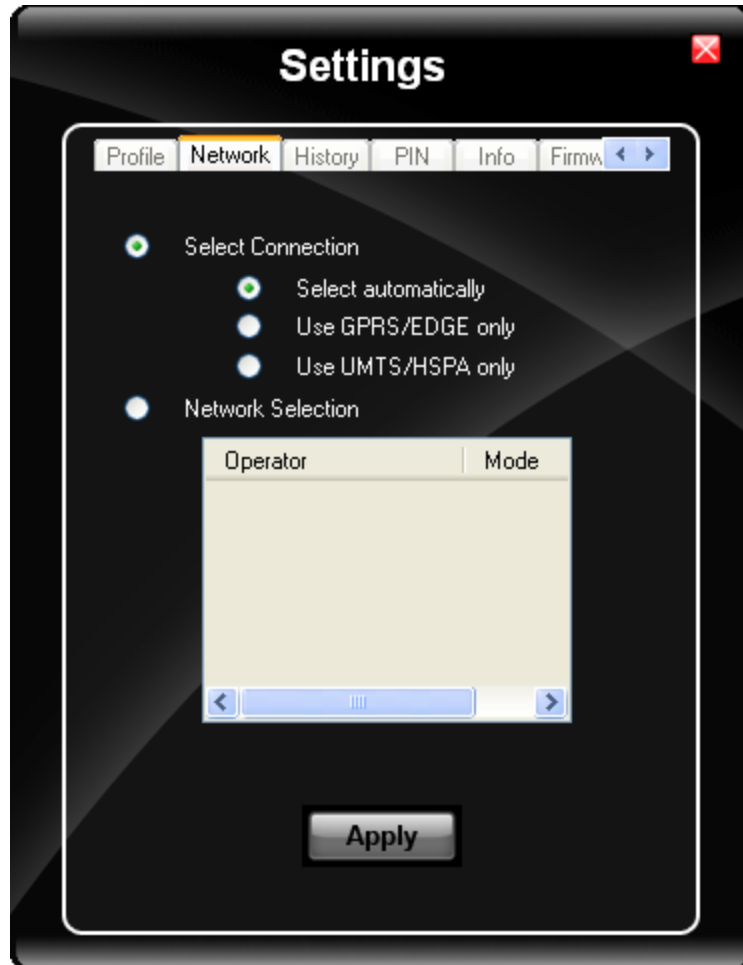 Settings
Profile Network History PIN Info Firmw
Select Connection
Select automatically
Use GPRS/EDGE only
Use UMTS/HSPA only
Network Selection
Operator Mode
Apply